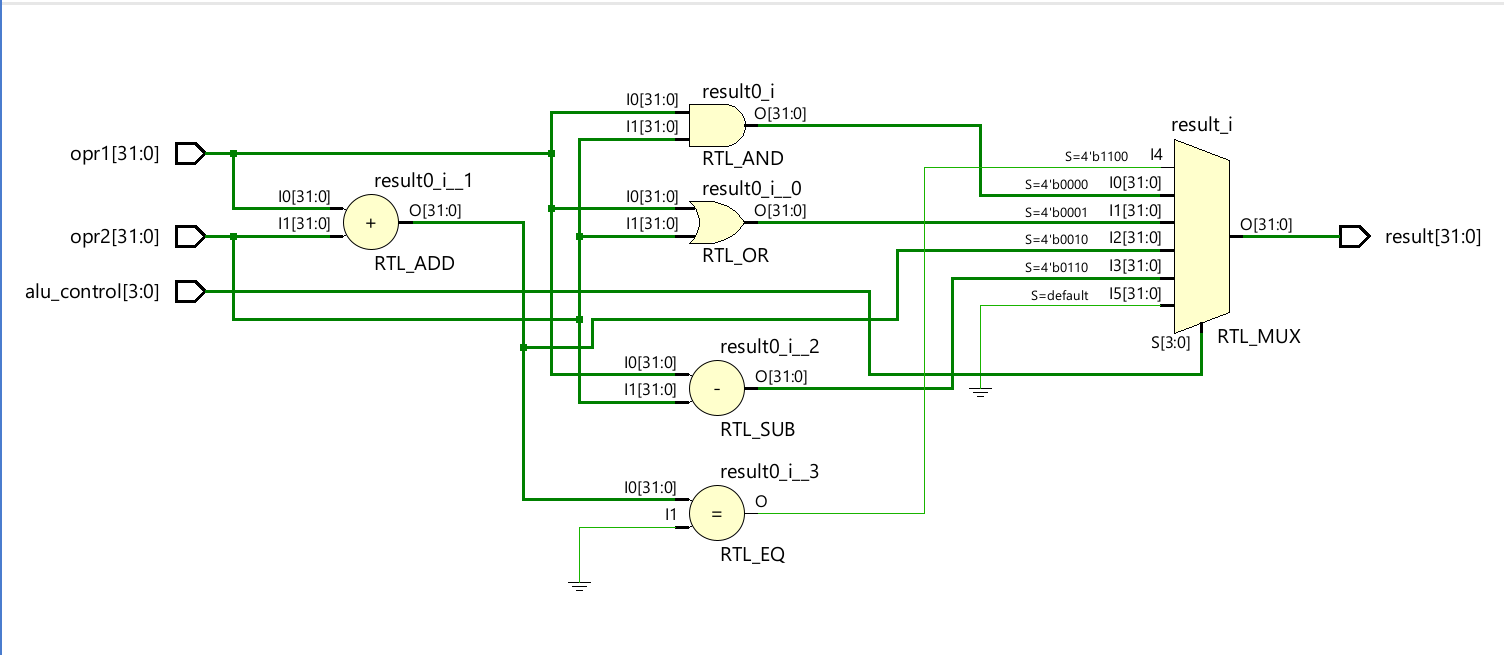 opr1[31:0]
opr2[31:0]
alu_control[3:0]
result0_i__1
I0[31:0]
I1[31:0]
+
O[31:0]
RTL_ADD
result0_i
I0[31:0]
I1[31:0]
O[31:0]
RTL_AND
result0_i__0
I0[31:0]
I1[31:0]
O[31:0]
RTL_OR
result0_i__2
I0[31:0]
I1[31:0]
-
O[31:0]
RTL_SUB
result0_i__3
I0[31:0]
I1
=
O
RTL_EQ
result_i
S=4'b1100 I4
S=4'b0000 I0[31:0]
S=4'b0001 I1[31:0]
S=4'b0010 I2[31:0]
S=4'b0110 I3[31:0]
S=default I5[31:0]
S[3:0]
RTL_MUX
O[31:0]
result[31:0]